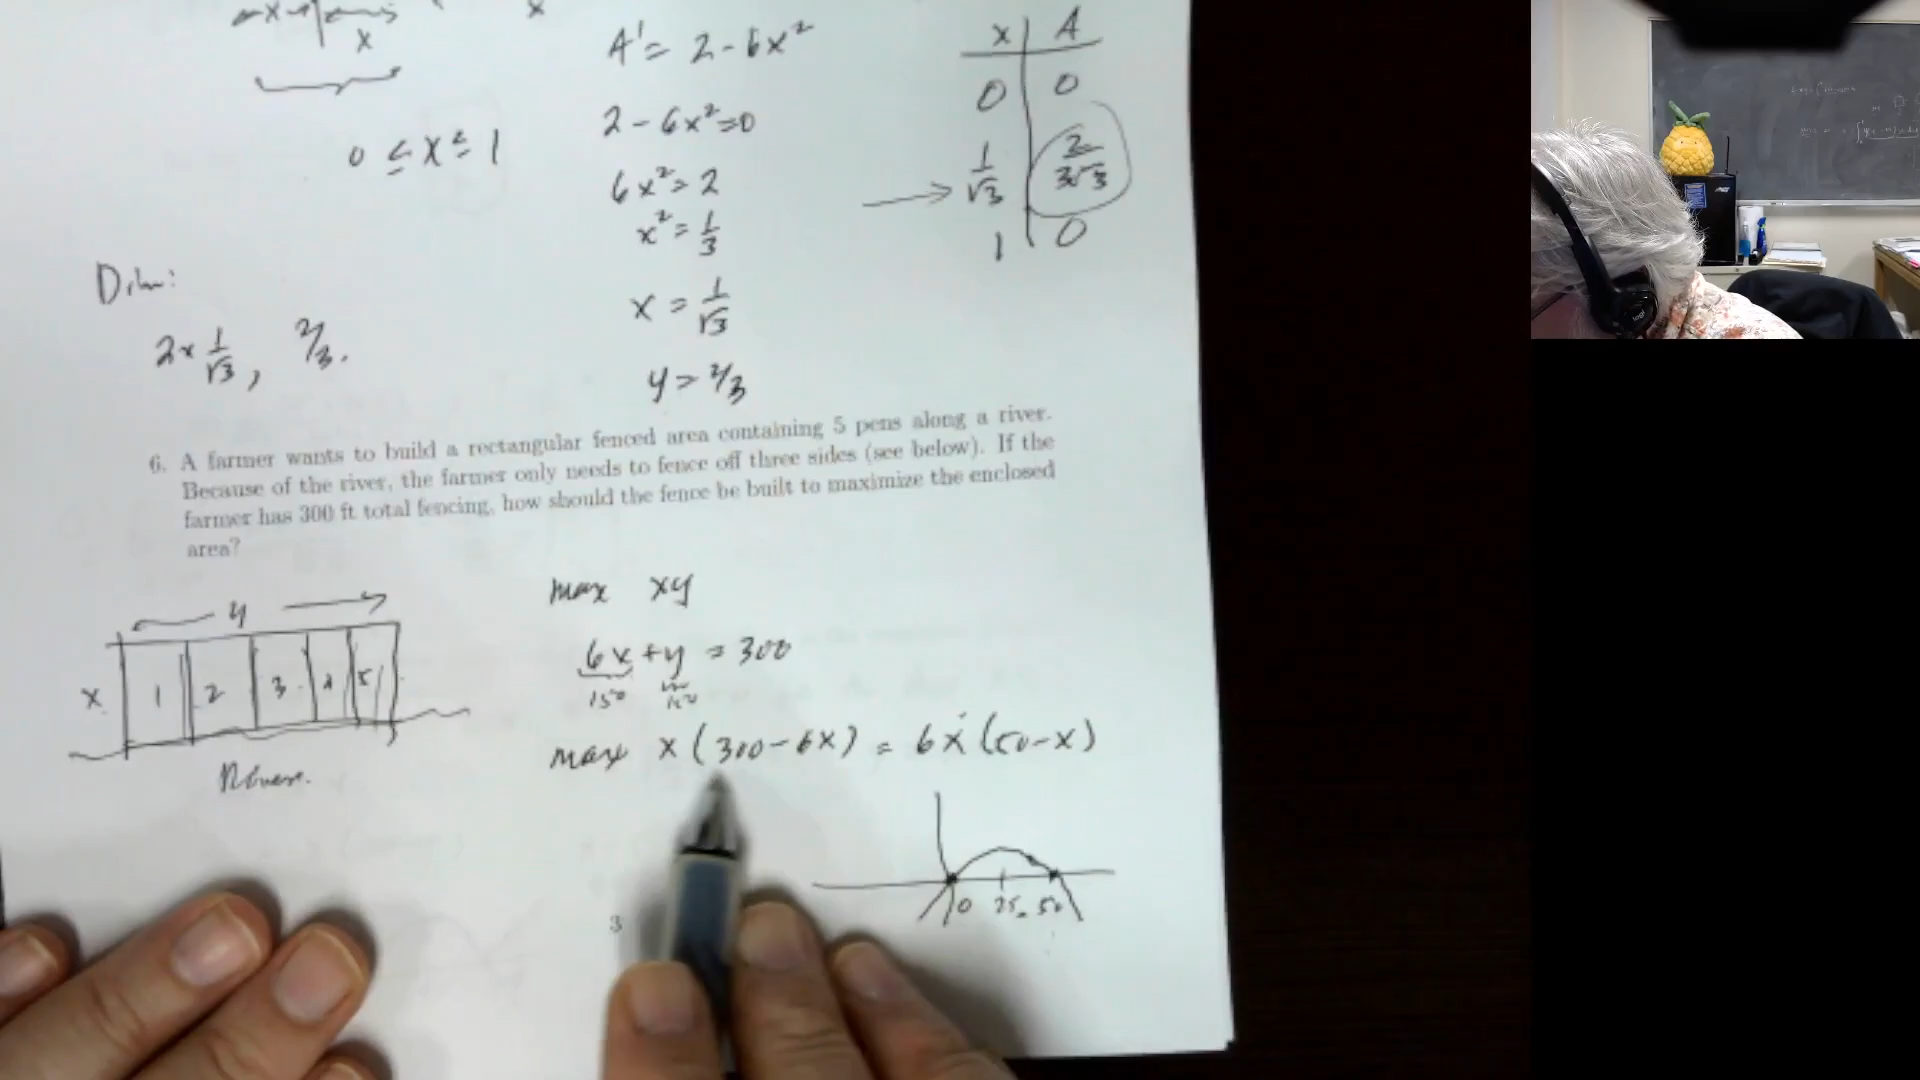 x
x
0 ≤ x ≤ 1
A' = 2 - 6x²
2 - 6x² = 0
6x² = 2
x² = 1/3
x = 1/√3
y = 2/3
x | A
0 | 0
1/√3 | 2/3√3
1 | 0
Dim:
2x 1/√3, 2/3.
6. A farmer wants to build a rectangular fenced area containing 5 pens along a river.
Because of the river, the farmer only needs to fence off three sides (see below). If the
farmer has 300 ft total fencing, how should the fence be built to maximize the enclosed
area?
y
x 1 2 3 4 5
max xy
6x + y = 300
150 150
max x(300-6x) = 6x(50-x)
0 25 50
3
logi